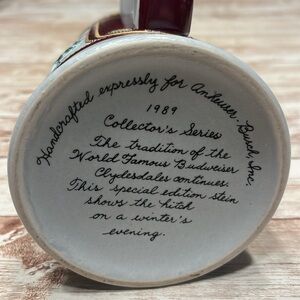 Handcrafted expressly for Anheuser-Busch, Inc.
1989
Collector's Series
The tradition of the
World Famous Budweiser
Clydesdales continues.
This special edition stein
shows the hitch
on a winter's
evening.